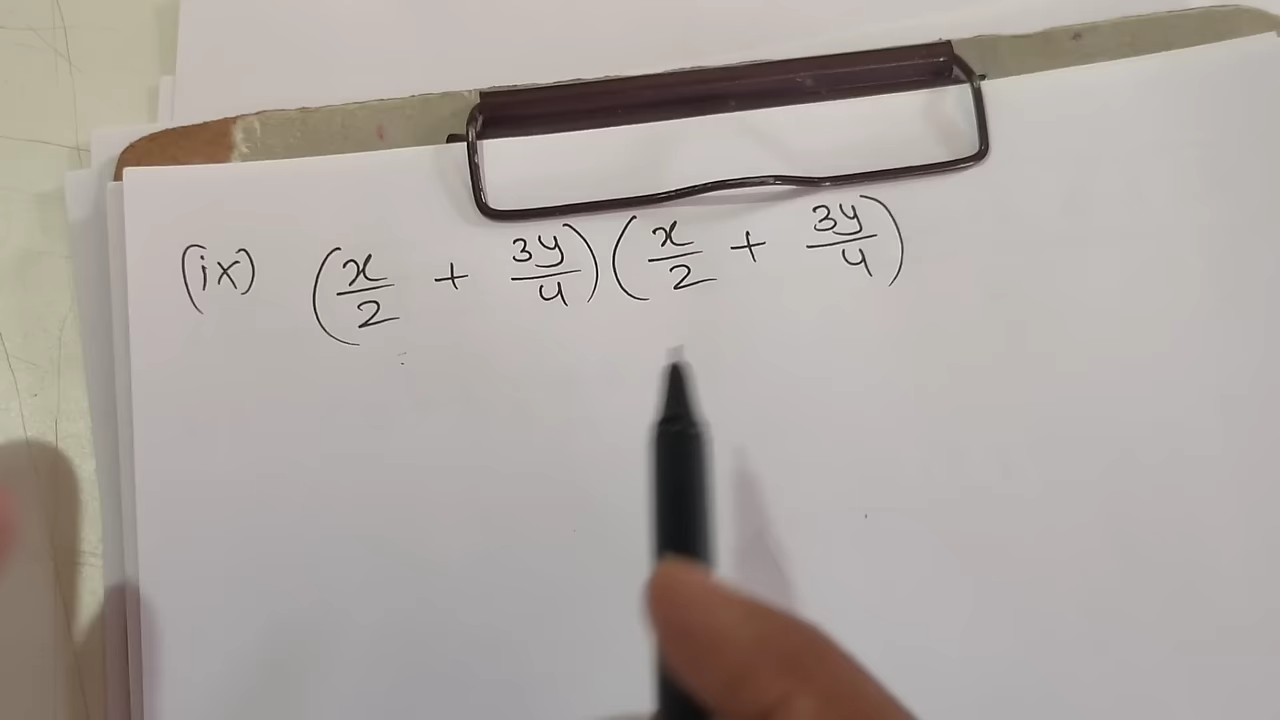 (ix) (x/2 + 3y/4)(x/2 + 3y/4)